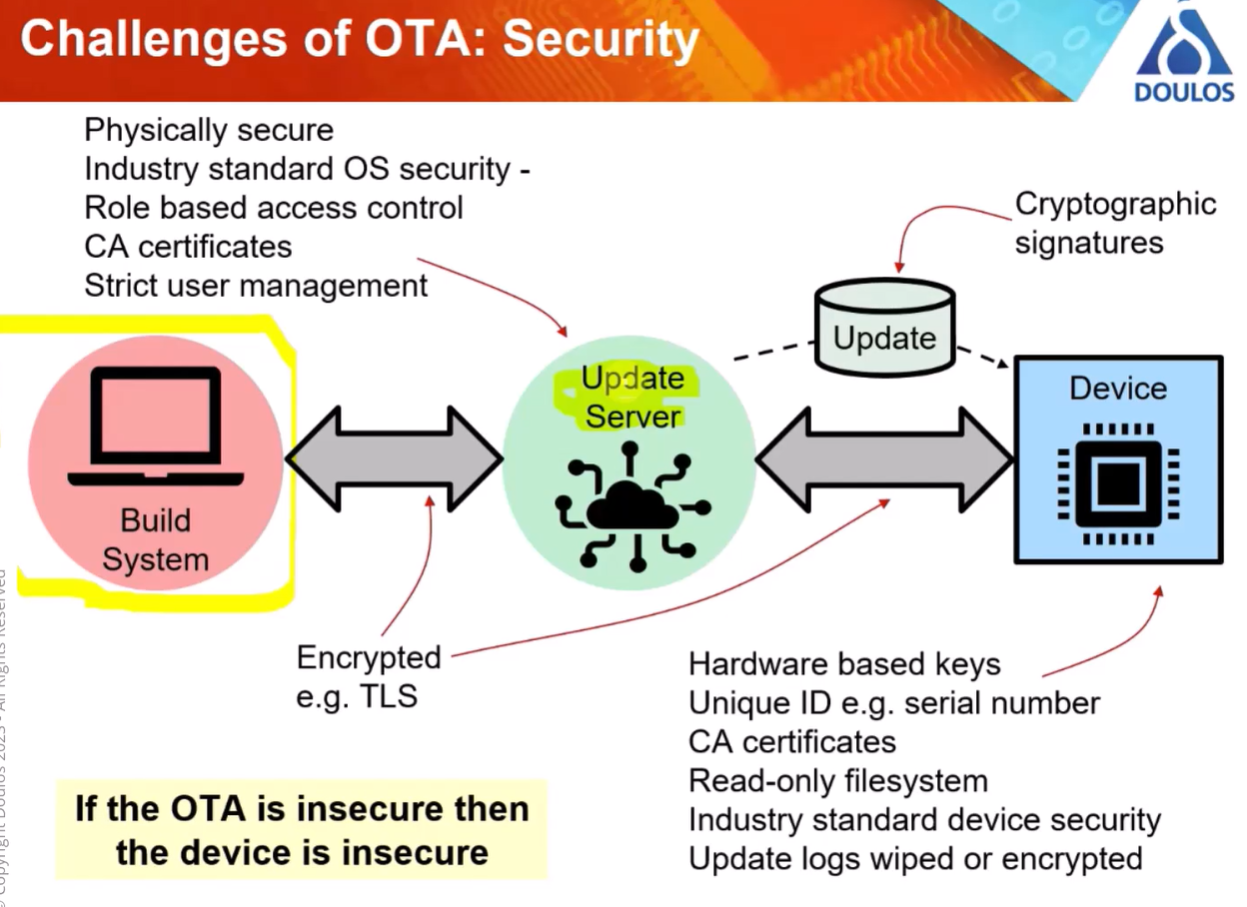 Challenges of OTA: Security
DOULOS
Physically secure
Industry standard OS security -
Role based access control
CA certificates
Strict user management
Cryptographic
signatures
Update
Update
Server
Device
Build
System
Encrypted
e.g. TLS
Hardware based keys
Unique ID e.g. serial number
CA certificates
Read-only filesystem
Industry standard device security
Update logs wiped or encrypted
If the OTA is insecure then
the device is insecure
Copyright Doulos 2023 • All Rights Reserved